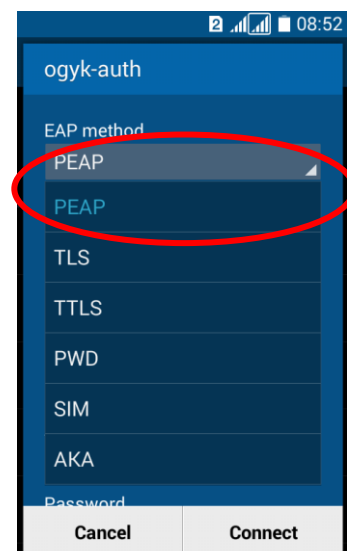 2 08:52
ogyk-auth
EAP method
PEAP
PEAP
TLS
TTLS
PWD
SIM
AKA
Password
Cancel Connect